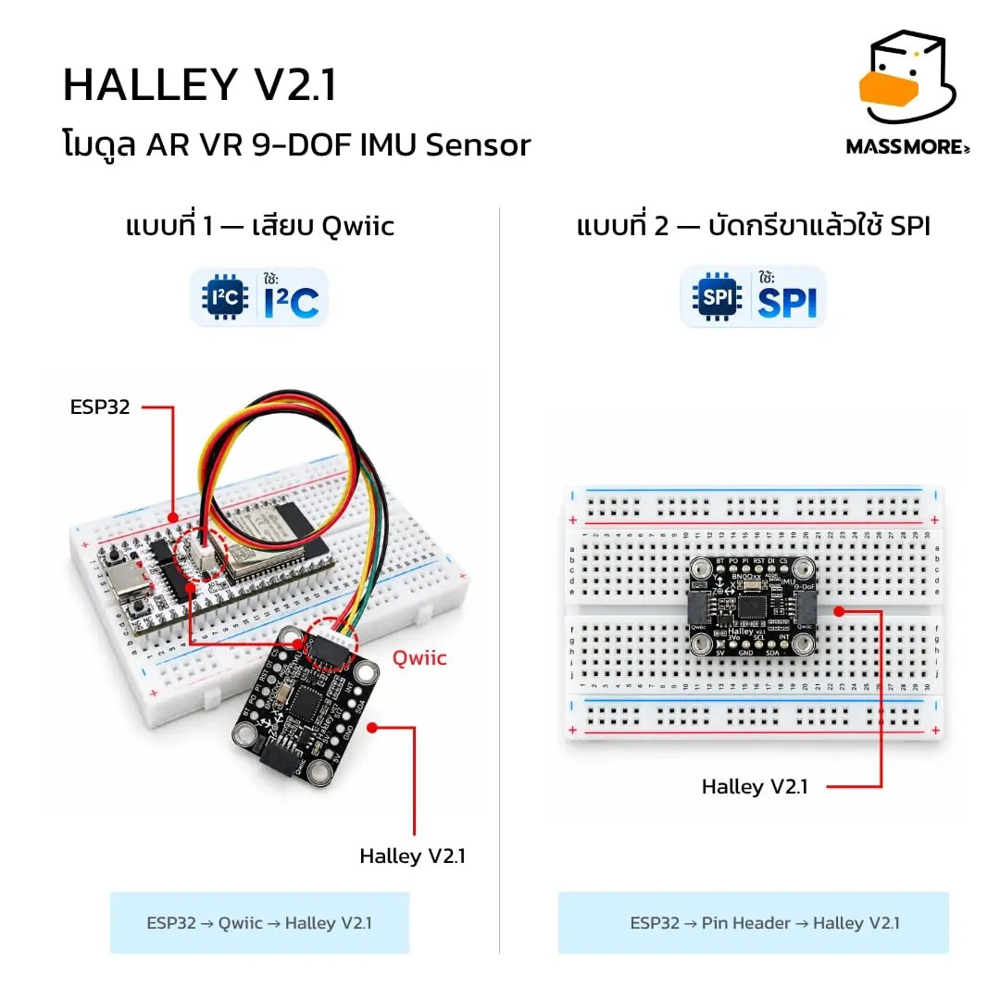 HALLEY V2.1
โมดูล AR VR 9-DOF IMU Sensor
MASSMORE
แบบที่ 1 — เสียบ Qwiic
I²C
ใช้:
I²C
ESP32
Qwiic
Halley V2.1
ESP32 → Qwiic → Halley V2.1
แบบที่ 2 — บัดกรีขาแล้วใช้ SPI
SPI
ใช้:
SPI
BT PO PI RST DI CS
BNOOxx
IMU
9-DoF
X
Y
Z
Qwiic
Qwiic
Halley V2.1
3Vo SCL INT
5V GND SDA
Halley V2.1
ESP32 → Pin Header → Halley V2.1